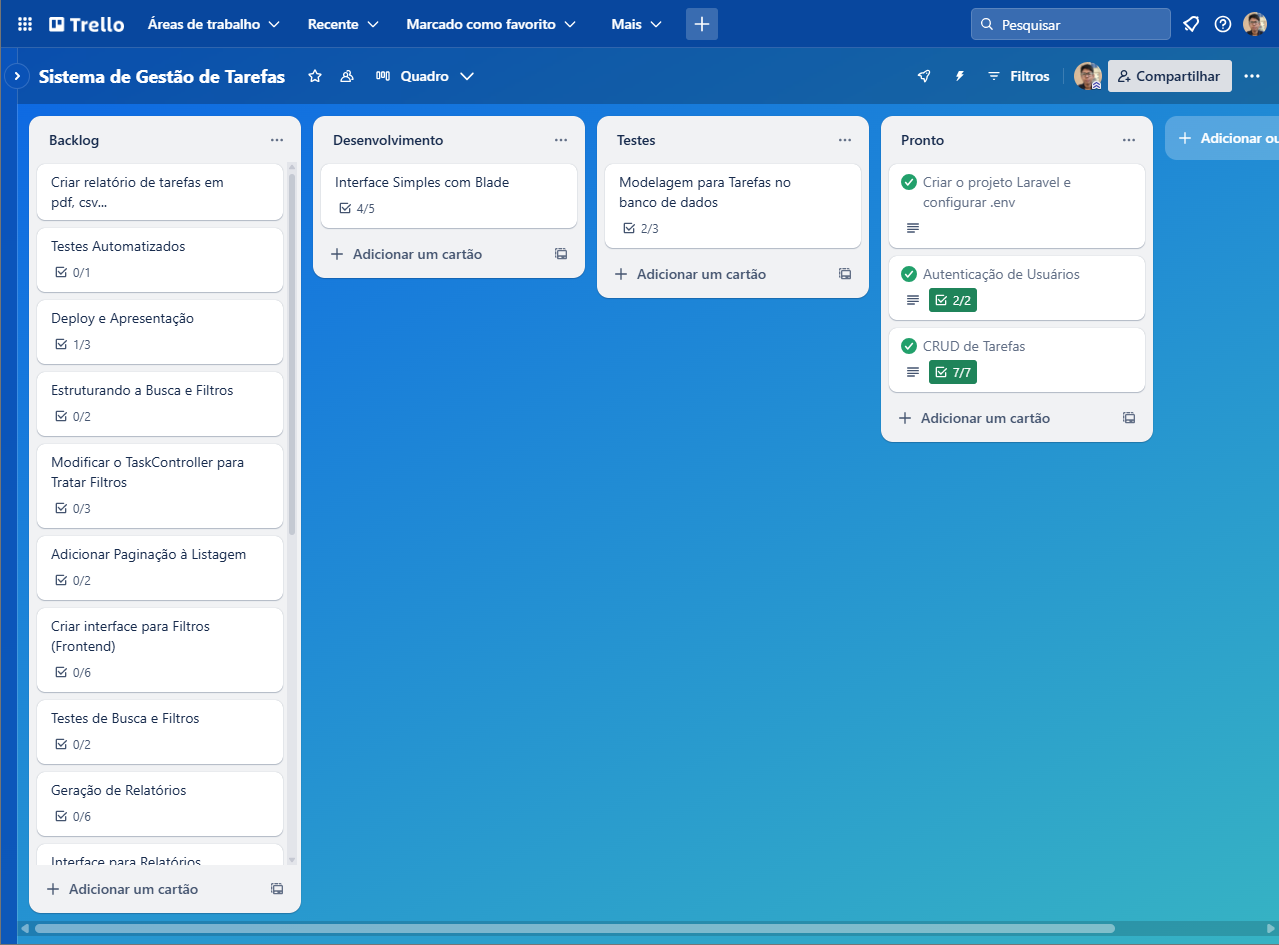 Trello
Áreas de trabalho
Recente
Marcado como favorito
Mais
Pesquisar
Sistema de Gestão de Tarefas
Quadro
Filtros
Compartilhar
Backlog
Criar relatório de tarefas em
pdf, csv...
Testes Automatizados
0/1
Deploy e Apresentação
1/3
Estruturando a Busca e Filtros
0/2
Modificar o TaskController para
Tratar Filtros
0/3
Adicionar Paginação à Listagem
0/2
Criar interface para Filtros
(Frontend)
0/6
Testes de Busca e Filtros
0/2
Geração de Relatórios
0/6
Interface para Relatórios
Adicionar um cartão
Desenvolvimento
Interface Simples com Blade
4/5
Adicionar um cartão
Testes
Modelagem para Tarefas no
banco de dados
2/3
Adicionar um cartão
Pronto
Criar o projeto Laravel e
configurar .env
Autenticação de Usuários
2/2
CRUD de Tarefas
7/7
Adicionar um cartão
Adicionar ou